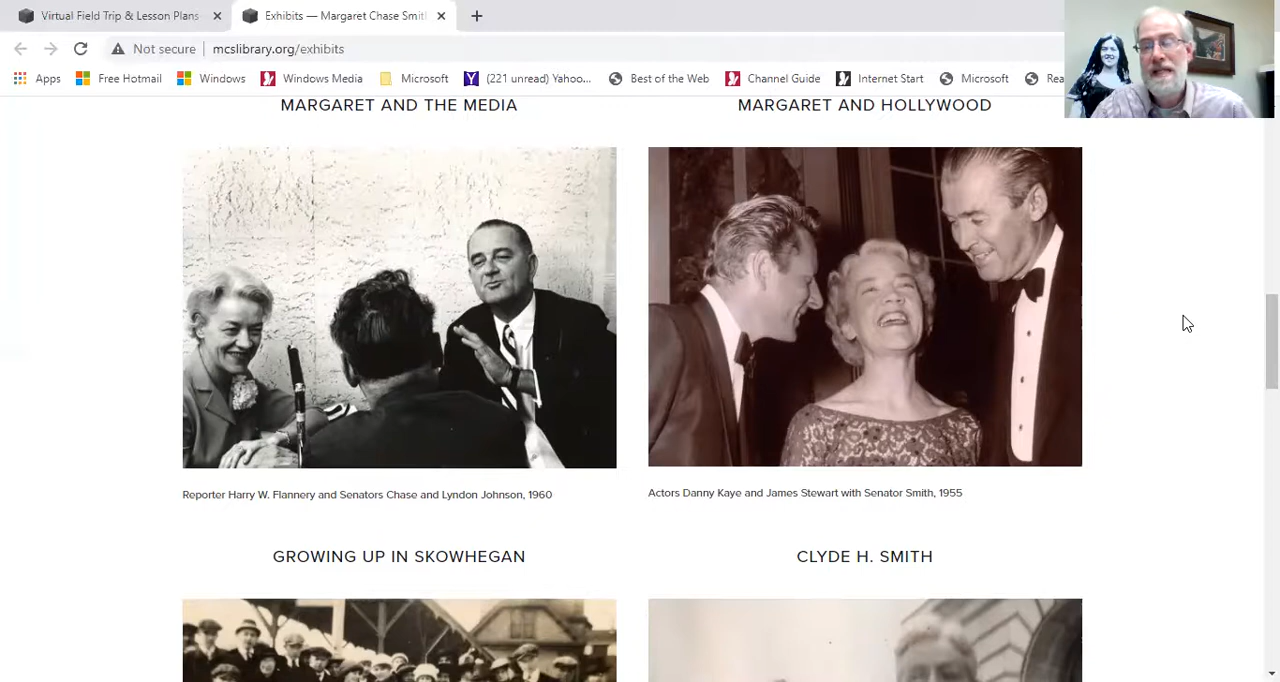 Virtual Field Trip & Lesson Plans
Exhibits — Margaret Chase Smit
Not secure
mcslibrary.org/exhibits
Apps
Free Hotmail
Windows
Windows Media
Microsoft
(221 unread) Yahoo...
Best of the Web
Channel Guide
Internet Start
Microsoft
Rea
MARGARET AND THE MEDIA
MARGARET AND HOLLYWOOD
Reporter Harry W. Flannery and Senators Chase and Lyndon Johnson, 1960
Actors Danny Kaye and James Stewart with Senator Smith, 1955
GROWING UP IN SKOWHEGAN
CLYDE H. SMITH